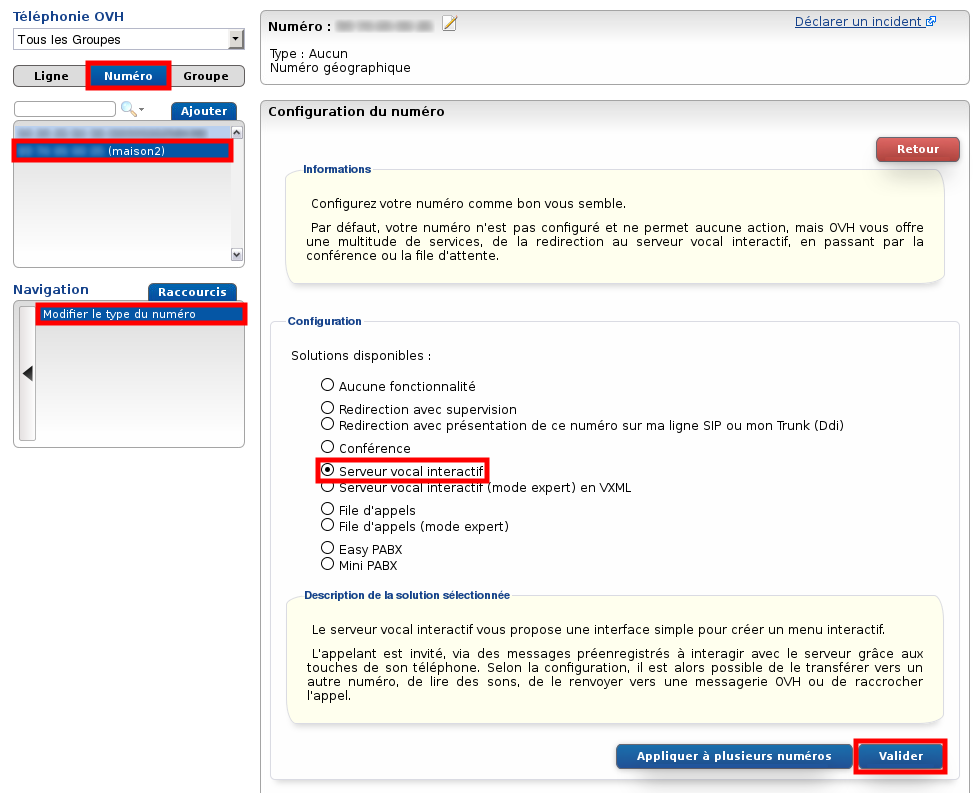 Téléphonie OVH
Tous les Groupes
Ligne Numéro Groupe
Ajouter
(maison2)
Navigation
Raccourcis
Modifier le type du numéro
Numéro :
Déclarer un incident
Type : Aucun
Numéro géographique
Configuration du numéro
Retour
Informations
Configurez votre numéro comme bon vous semble.
Par défaut, votre numéro n'est pas configuré et ne permet aucune action, mais OVH vous offre
une multitude de services, de la redirection au serveur vocal interactif, en passant par la
conférence ou la file d'attente.
Configuration
Solutions disponibles :
Aucune fonctionnalité
Redirection avec supervision
Redirection avec présentation de ce numéro sur ma ligne SIP ou mon Trunk (Ddi)
Conférence
Serveur vocal interactif
Serveur vocal interactif (mode expert) en VXML
File d'appels
File d'appels (mode expert)
Easy PABX
Mini PABX
Description de la solution sélectionnée
Le serveur vocal interactif vous propose une interface simple pour créer un menu interactif.
L'appelant est invité, via des messages préenregistrés à interagir avec le serveur grâce aux
touches de son téléphone. Selon la configuration, il est alors possible de le transférer vers un
autre numéro, de lire des sons, de le renvoyer vers une messagerie OVH ou de raccrocher
l'appel.
Appliquer à plusieurs numéros
Valider